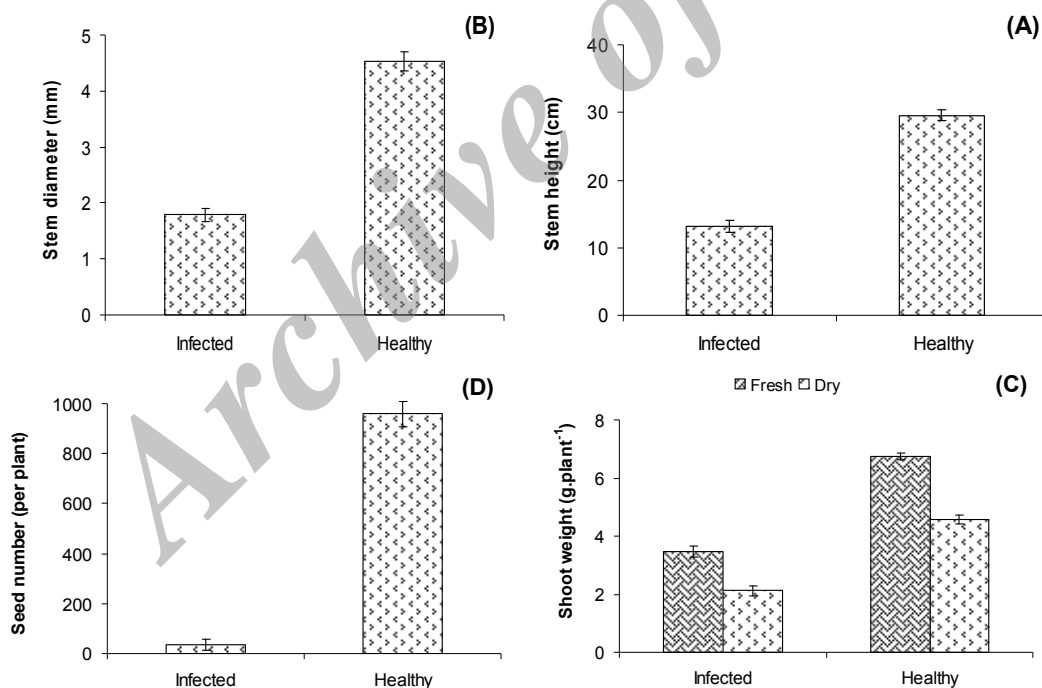 (B)
Stem diameter (mm)
5
4
3
2
1
0
Infected Healthy
(A)
Stem height (cm)
40
30
20
10
0
Infected Healthy
(D)
Seed number (per plant)
1000
800
600
400
200
0
Infected Healthy
Fresh Dry
(C)
Shoot weight (g.plant⁻¹)
8
6
4
2
0
Infected Healthy
Archive of